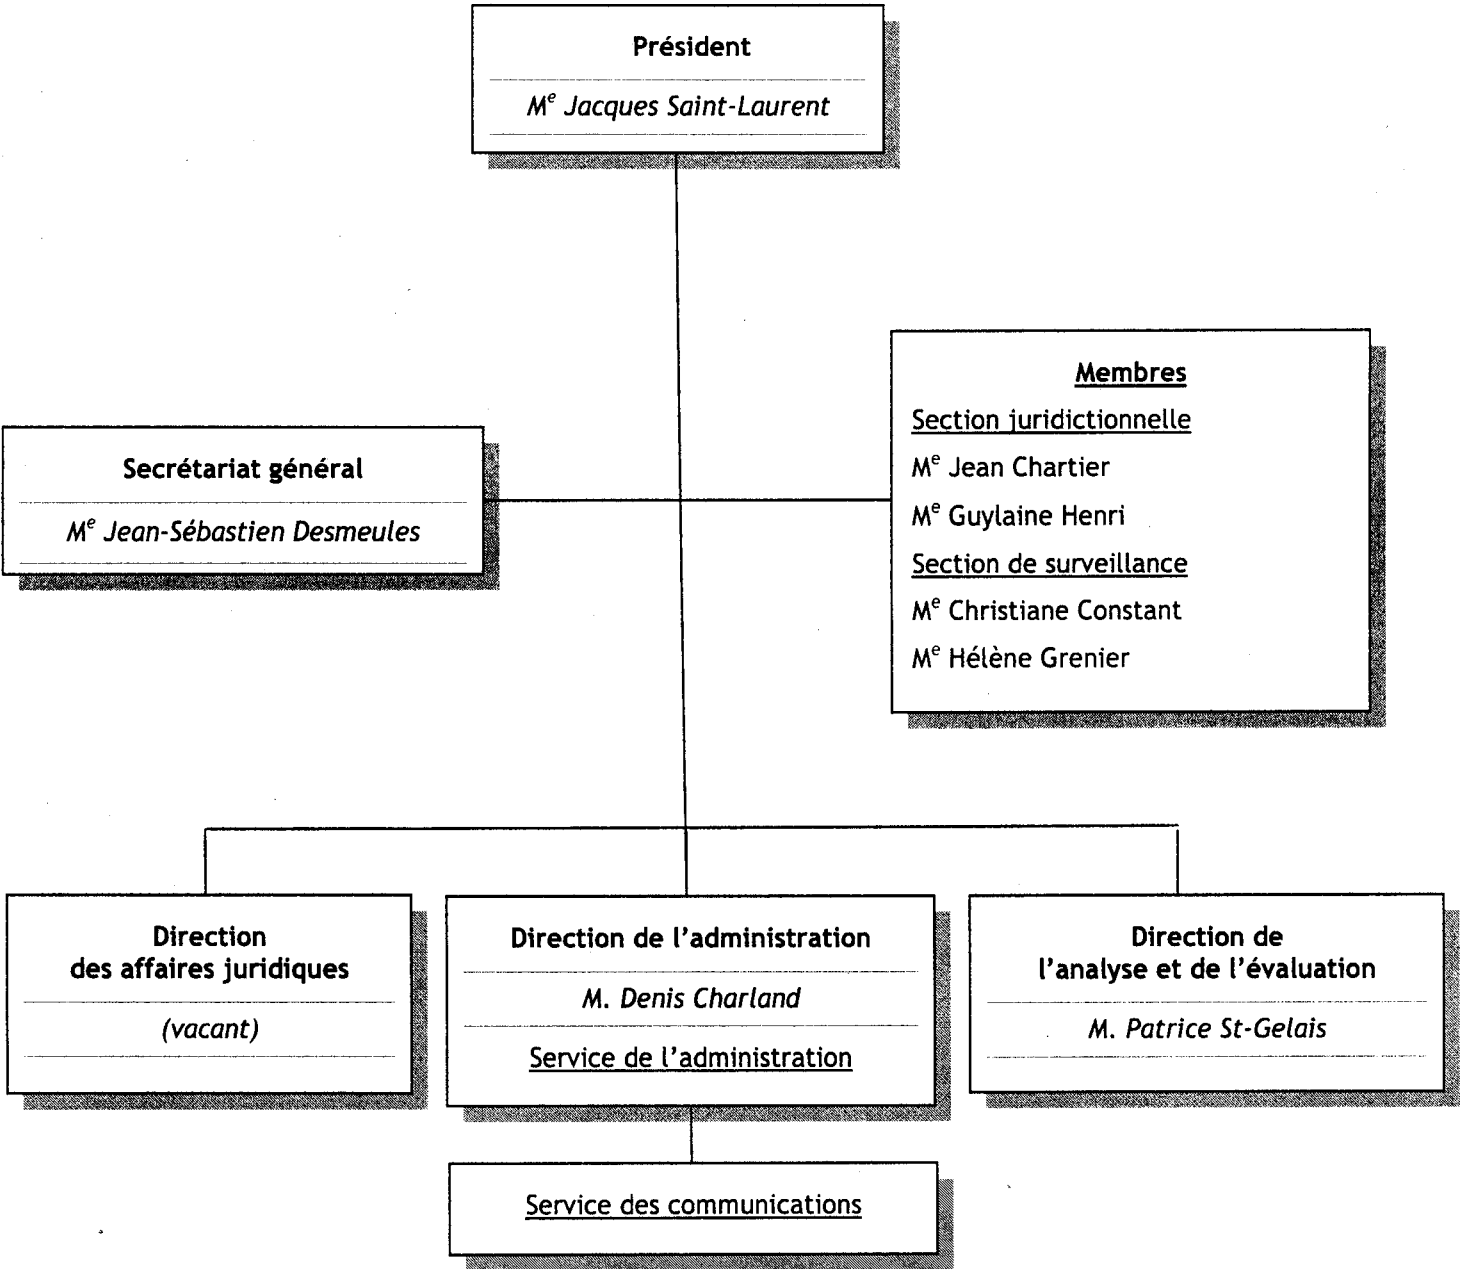 Président
Mᵉ Jacques Saint-Laurent
Membres
Section juridictionnelle
Mᵉ Jean Chartier
Mᵉ Guylaine Henri
Section de surveillance
Mᵉ Christiane Constant
Mᵉ Hélène Grenier
Secrétariat général
Mᵉ Jean-Sébastien Desmeules
Direction
des affaires juridiques
(vacant)
Direction de l'administration
M. Denis Charland
Service de l'administration
Direction de
l'analyse et de l'évaluation
M. Patrice St-Gelais
Service des communications